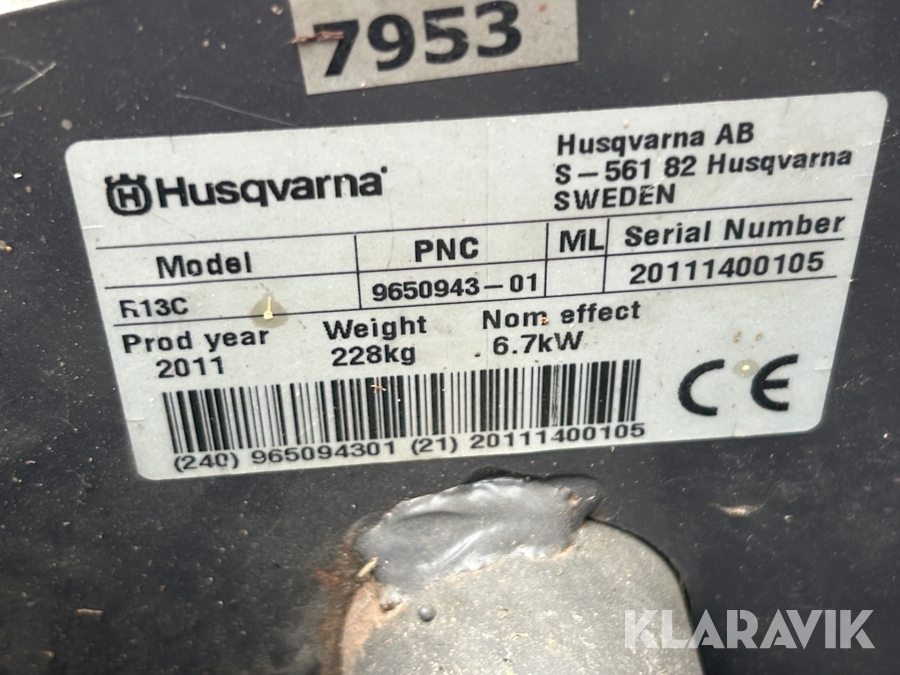 7953
Husqvarna
Husqvarna AB
S-561 82 Husqvarna
SWEDEN
Model PNC ML Serial Number
R13C 9650943-01 20111400105
Prod year Weight Nom effect
2011 228kg 6.7kW
CE
(240) 965094301 (21) 20111400105
KLARAVIK